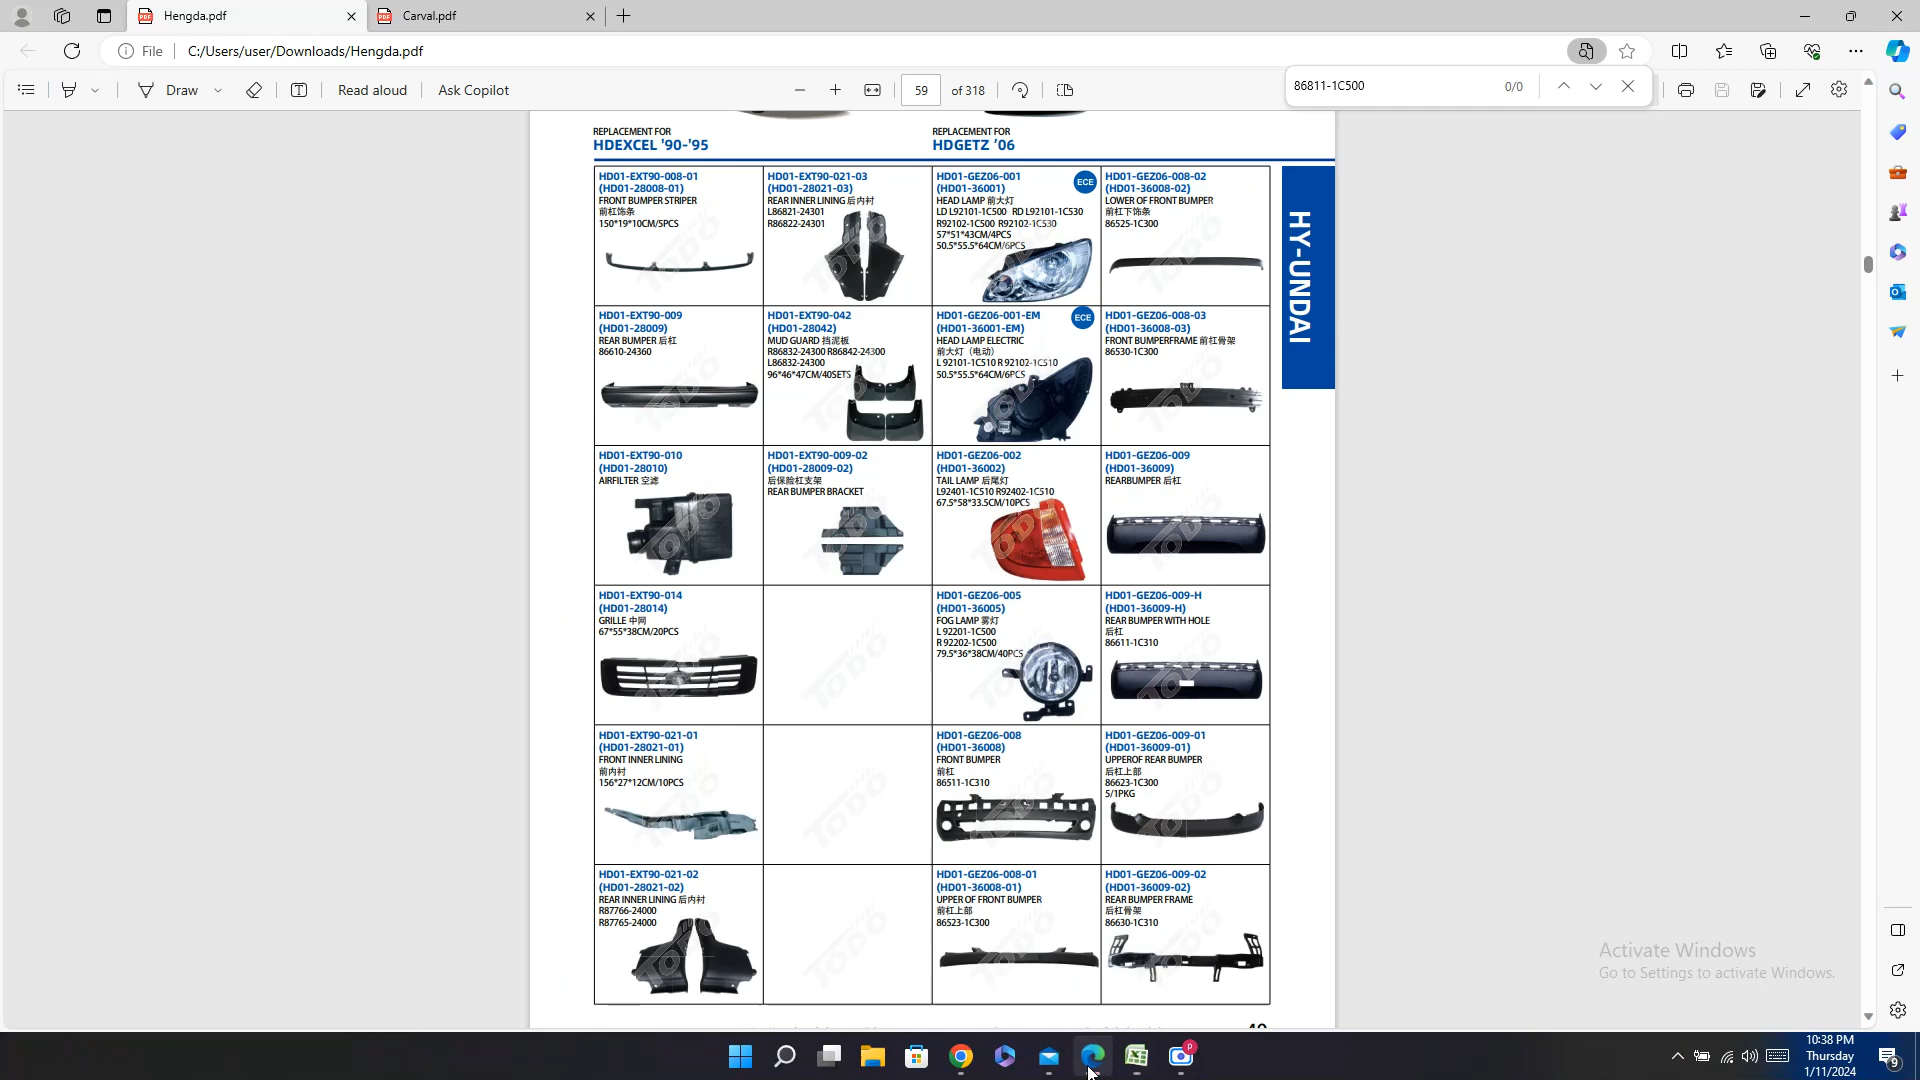 Hengda.pdf
Carval.pdf
File
C:/Users/user/Downloads/Hengda.pdf
Draw
Read aloud
Ask Copilot
59
of 318
86811-1C500
0/0
REPLACEMENT FOR
HDEXCEL '90-'95
REPLACEMENT FOR
HDGETZ '06
HD01-EXT90-008-01
(HD01-28008-01)
FRONT BUMPER STRIPER
前杠饰条
150*19*10CM/5PCS
HD01-EXT90-021-03
(HD01-28021-03)
REAR INNER LINING 后内衬
L86821-24301
R86822-24301
HD01-GEZ06-001
(HD01-36001)
HEAD LAMP 前大灯
LD L92101-1C500 RD L92101-1C530
R92102-1C500 R92102-1C530
57*51*43CM/4PCS
50.5*55.5*64CM/6PCS
ECE
HD01-GEZ06-008-02
(HD01-36008-02)
LOWER OF FRONT BUMPER
前杠下饰条
86525-1C300
HY-UNDAI
HD01-EXT90-009
(HD01-28009)
REAR BUMPER 后杠
86610-24360
HD01-EXT90-042
(HD01-28042)
MUD GUARD 挡泥板
R86832-24300 R86842-24300
L86832-24300
96*46*47CM/40SETS
HD01-GEZ06-001-EM
(HD01-36001-EM)
HEAD LAMP ELECTRIC
前大灯（电动）
L 92101-1C510 R 92102-1C510
50.5*55.5*64CM/6PCS
ECE
HD01-GEZ06-008-03
(HD01-36008-03)
FRONT BUMPERFRAME 前杠骨架
86530-1C300
HD01-EXT90-010
(HD01-28010)
AIRFILTER 空滤
HD01-EXT90-009-02
(HD01-28009-02)
后保险杠支架
REAR BUMPER BRACKET
HD01-GEZ06-002
(HD01-36002)
TAIL LAMP 后尾灯
L92401-1C510 R92402-1C510
67.5*58*33.5CM/10PCS
HD01-GEZ06-009
(HD01-36009)
REARBUMPER 后杠
HD01-EXT90-014
(HD01-28014)
GRILLE 中网
67*55*38CM/20PCS
HD01-GEZ06-005
(HD01-36005)
FOG LAMP 雾灯
L 92201-1C500
R 92202-1C500
79.5*36*38CM/40PCS
HD01-GEZ06-009-H
(HD01-36009-H)
REAR BUMPER WITH HOLE
后杠
86611-1C310
HD01-EXT90-021-01
(HD01-28021-01)
FRONT INNER LINING
前内衬
156*27*12CM/10PCS
HD01-GEZ06-008
(HD01-36008)
FRONT BUMPER
前杠
86511-1C310
HD01-GEZ06-009-01
(HD01-36009-01)
UPPEROF REAR BUMPER
后杠上部
86623-1C300
5/1PKG
HD01-EXT90-021-02
(HD01-28021-02)
REAR INNER LINING 后内衬
R87766-24000
R87765-24000
HD01-GEZ06-008-01
(HD01-36008-01)
UPPER OF FRONT BUMPER
前杠上部
86523-1C300
HD01-GEZ06-009-02
(HD01-36009-02)
REAR BUMPER FRAME
后杠骨架
86630-1C310
TODO
Activate Windows
Go to Settings to activate Windows.
10:38 PM
Thursday
1/11/2024
9